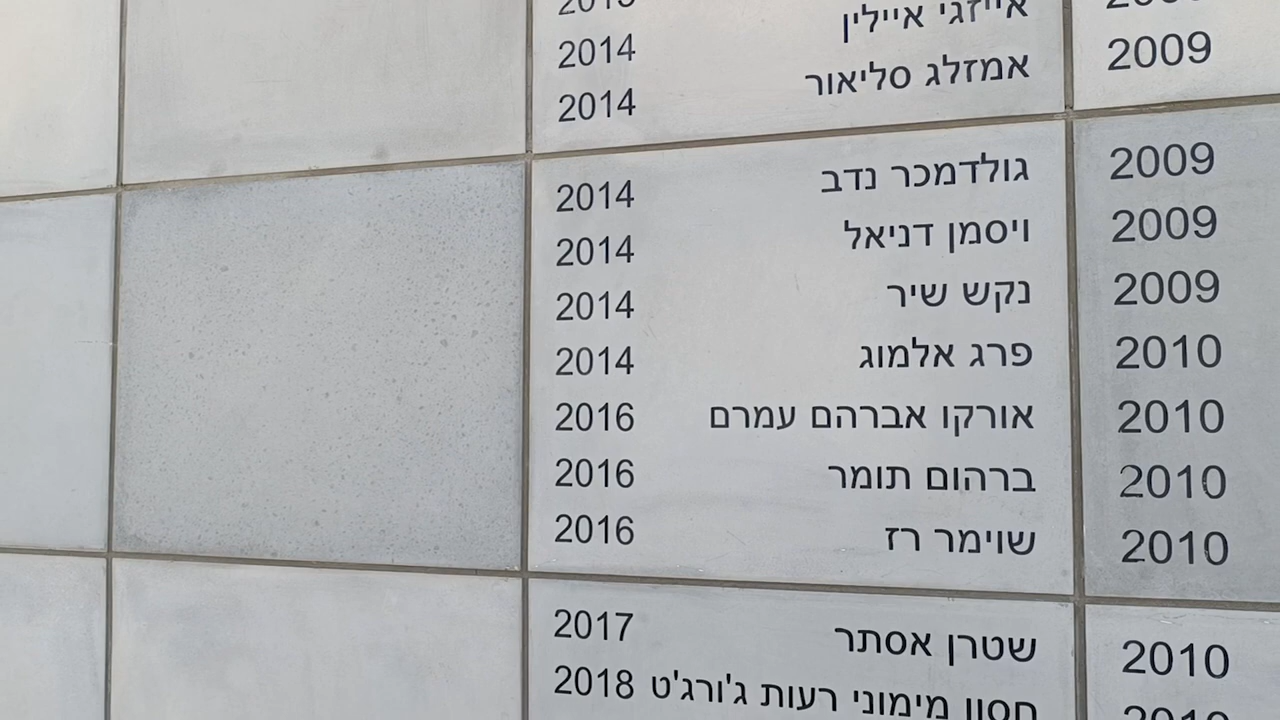 2009
2009
2009
2009
2010
2010
2010
2010
2010
איילין 2014
אמזלג סליאור 2014
גולדמכר נדב 2014
ויסמן דניאל 2014
נקש שיר 2014
פרג אלמוג 2014
אורקו אברהם עמרם 2016
ברהום תומר 2016
שוימר רז 2016
שטרן אסתר 2017
חסון מימוני רעות ג'ורג'ט 2018